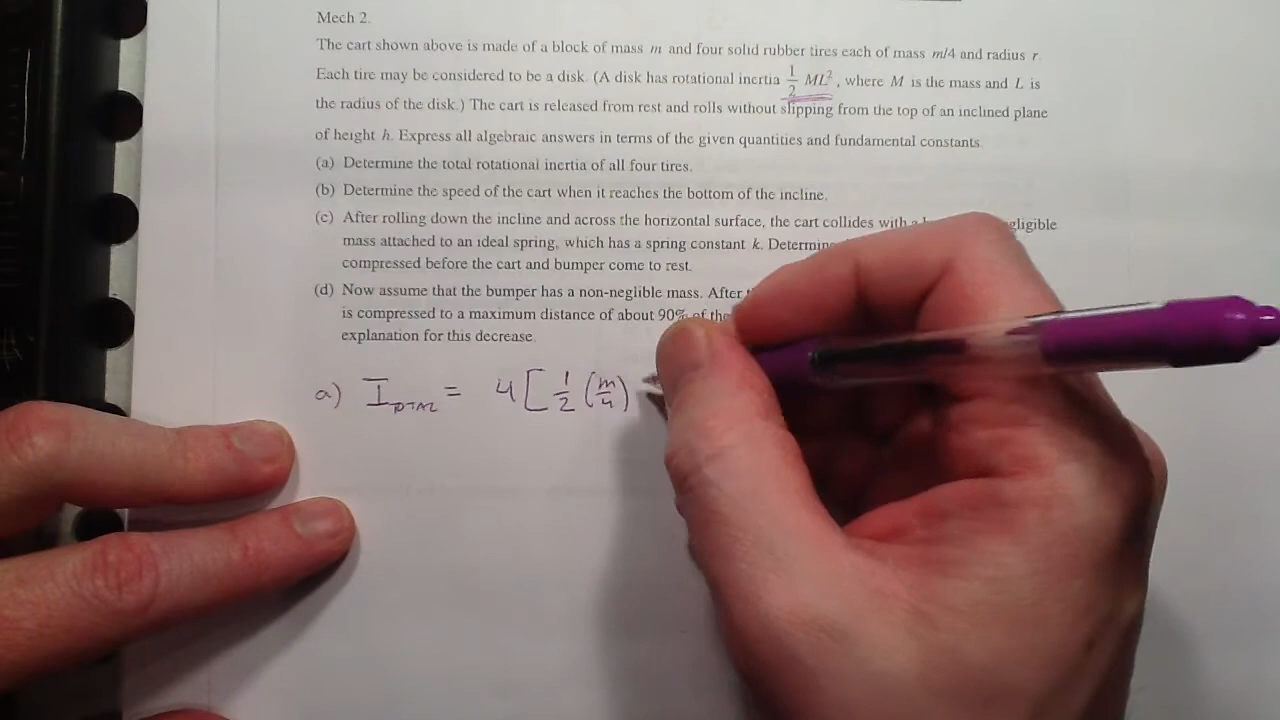 Mech 2.
The cart shown above is made of a block of mass m and four solid rubber tires each of mass m/4 and radius r.
Each tire may be considered to be a disk. (A disk has rotational inertia 1/2 ML², where M is the mass and L is
the radius of the disk.) The cart is released from rest and rolls without slipping from the top of an inclined plane
of height h. Express all algebraic answers in terms of the given quantities and fundamental constants.
(a) Determine the total rotational inertia of all four tires.
(b) Determine the speed of the cart when it reaches the bottom of the incline.
(c) After rolling down the incline and across the horizontal surface, the cart collides with a
mass attached to an ideal spring, which has a spring constant k.
compressed before the cart and bumper come to rest.
(d) Now assume that the bumper has a non-neglible mass. After
is compressed to a maximum distance of about 90% of the
explanation for this decrease.
a) I TOTAL = 4 [ 1/2 (m/4)